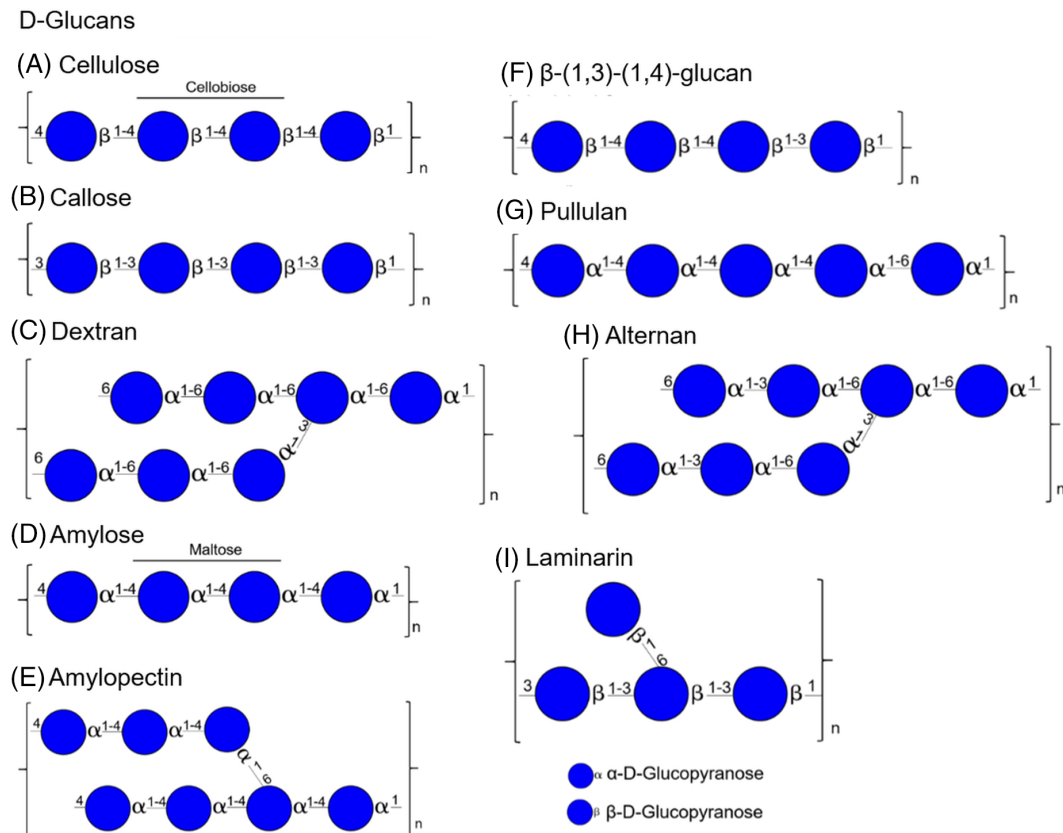 D-Glucans
(A) Cellulose
Cellobiose
4 β 1-4 β 1-4 β 1-4 β 1
n
(B) Callose
3 β 1-3 β 1-3 β 1-3 β 1
n
(C) Dextran
6 α 1-6 α 1-6 α 1-6 α 1
α 1-3
6 α 1-6 α 1-6
n
(D) Amylose
Maltose
4 α 1-4 α 1-4 α 1-4 α 1
n
(E) Amylopectin
4 α 1-4 α 1-4
α 1-6
4 α 1-4 α 1-4 α 1-4 α 1
n
(F) β-(1,3)-(1,4)-glucan
4 β 1-4 β 1-4 β 1-3 β 1
n
(G) Pullulan
4 α 1-4 α 1-4 α 1-4 α 1-6 α 1
n
(H) Alternan
6 α 1-3 α 1-6 α 1-6 α 1
α 1-3
6 α 1-3 α 1-6
n
(I) Laminarin
β 1-6
3 β 1-3 β 1-3 β 1
n
α α-D-Glucopyranose
β β-D-Glucopyranose